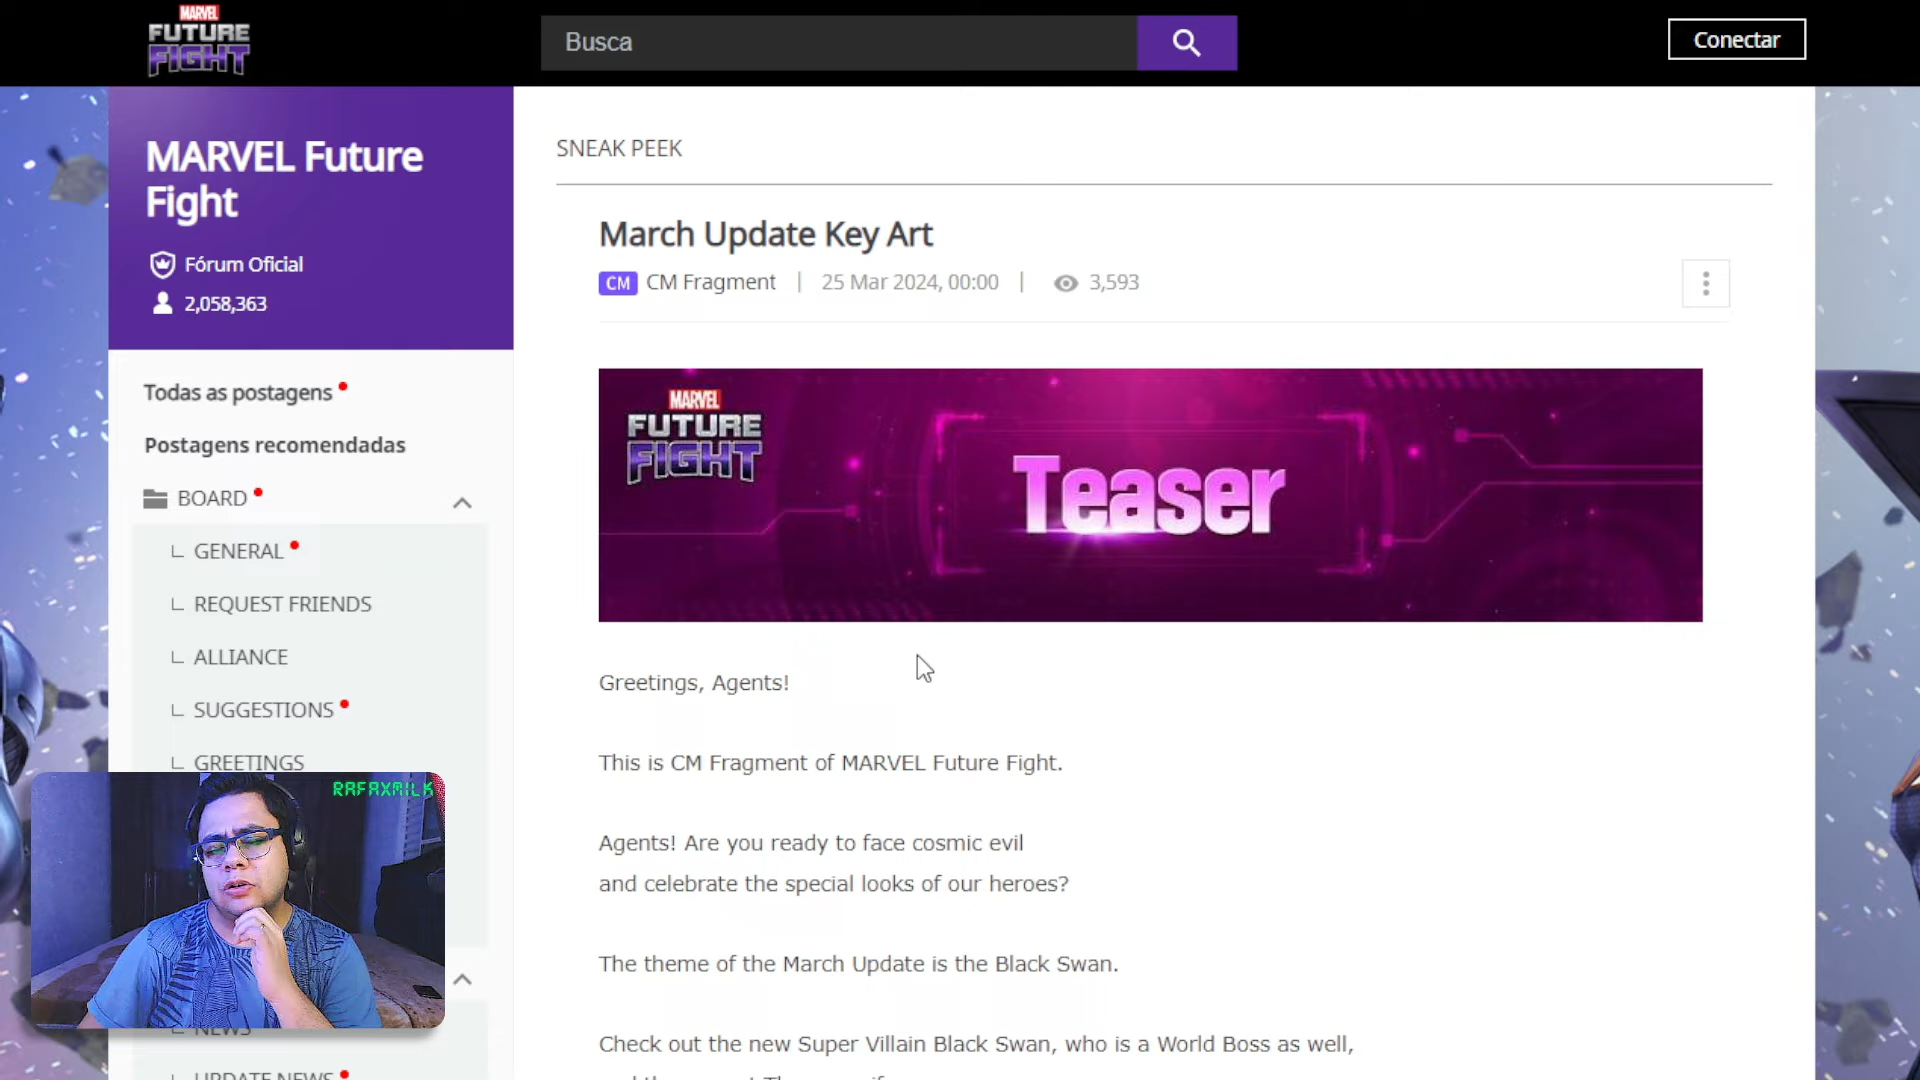 MARVEL
FUTURE
FIGHT
Busca
Conectar
MARVEL Future
Fight
Fórum Oficial
2,058,363
Todas as postagens
Postagens recomendadas
BOARD
GENERAL
REQUEST FRIENDS
ALLIANCE
SUGGESTIONS
GREETINGS
RAFAXMILK
NEWS
UPDATE NEWS
SNEAK PEEK
March Update Key Art
CM CM Fragment | 25 Mar 2024, 00:00 | 3,593
MARVEL
FUTURE
FIGHT
Teaser
Greetings, Agents!
This is CM Fragment of MARVEL Future Fight.
Agents! Are you ready to face cosmic evil
and celebrate the special looks of our heroes?
The theme of the March Update is the Black Swan.
Check out the new Super Villain Black Swan, who is a World Boss as well,